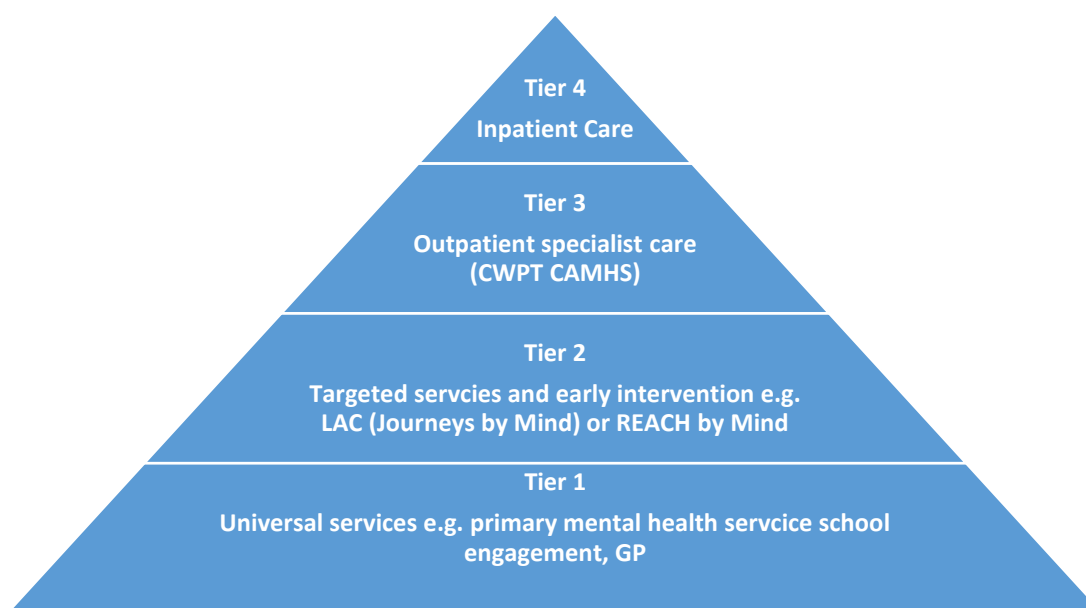 Tier 4
Inpatient Care
Tier 3
Outpatient specialist care
(CWPT CAMHS)
Tier 2
Targeted servcies and early intervention e.g.
LAC (Journeys by Mind) or REACH by Mind
Tier 1
Universal services e.g. primary mental health servcice school
engagement, GP